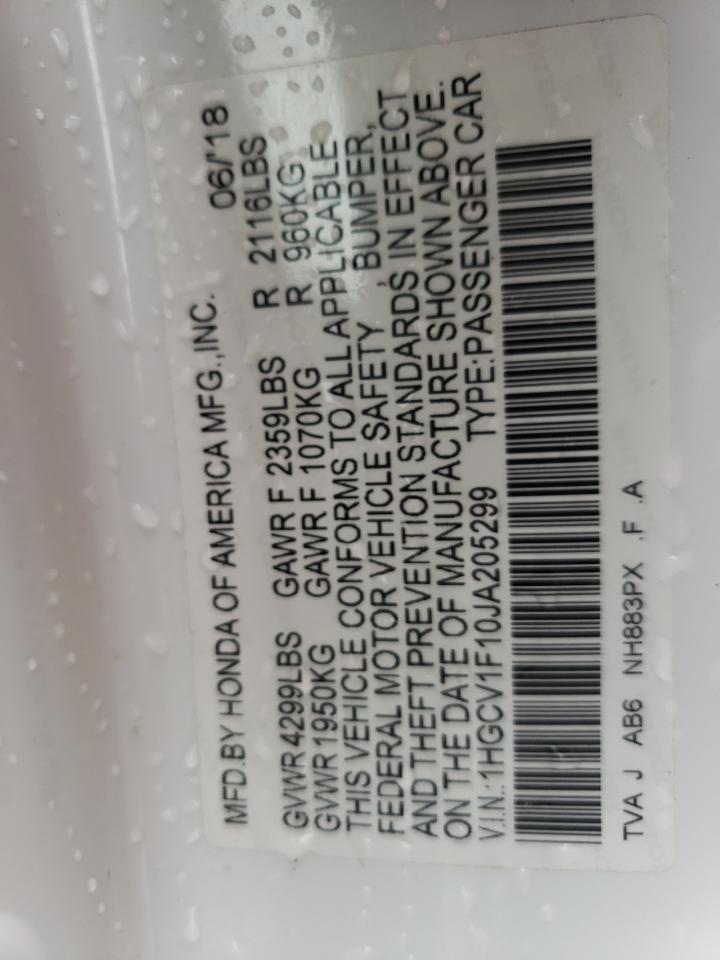 MFD.BY HONDA OF AMERICA MFG.,INC. 06/'18
GVWR 4299LBS GAWR F 2359LBS R 2116LBS
GVWR 1950KG GAWR F 1070KG R 960KG
THIS VEHICLE CONFORMS TO ALL APPLICABLE
FEDERAL MOTOR VEHICLE SAFETY , BUMPER,
AND THEFT PREVENTION STANDARDS IN EFFECT
ON THE DATE OF MANUFACTURE SHOWN ABOVE.
V.I.N.:1HGCV1F10JA205299 TYPE:PASSENGER CAR
TVA J AB6 NH883PX .F .A